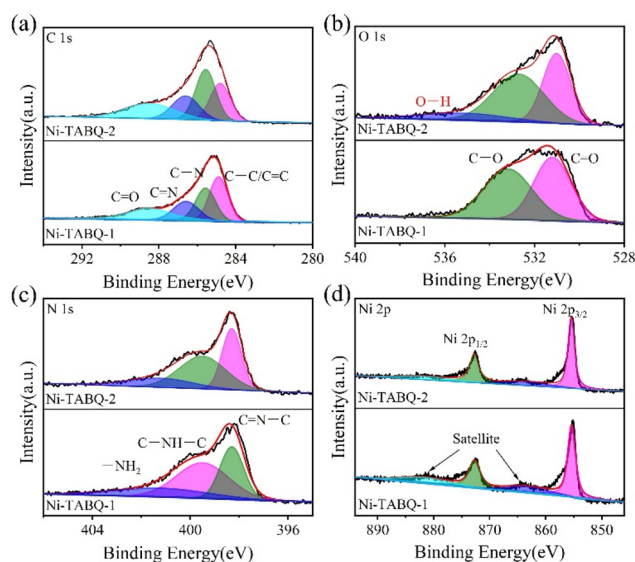 (a)
C 1s
Ni-TABQ-2
C=O
C=N
C－N
C－C/C=C
Ni-TABQ-1
Intensity(a.u.)
292
288
284
280
Binding Energy(eV)
(b)
O 1s
O－H
Ni-TABQ-2
C－O
C=O
Ni-TABQ-1
Intensity(a.u.)
540
536
532
528
Binding Energy(eV)
(c)
N 1s
Ni-TABQ-2
－NH2
C－NH－C
C=N－C
Ni-TABQ-1
Intensity(a.u.)
404
400
396
Binding Energy(eV)
(d)
Ni 2p
Ni 2p1/2
Ni 2p3/2
Ni-TABQ-2
Satellite
Ni-TABQ-1
Intensity(a.u.)
890
880
870
860
850
Binding Energy(eV)